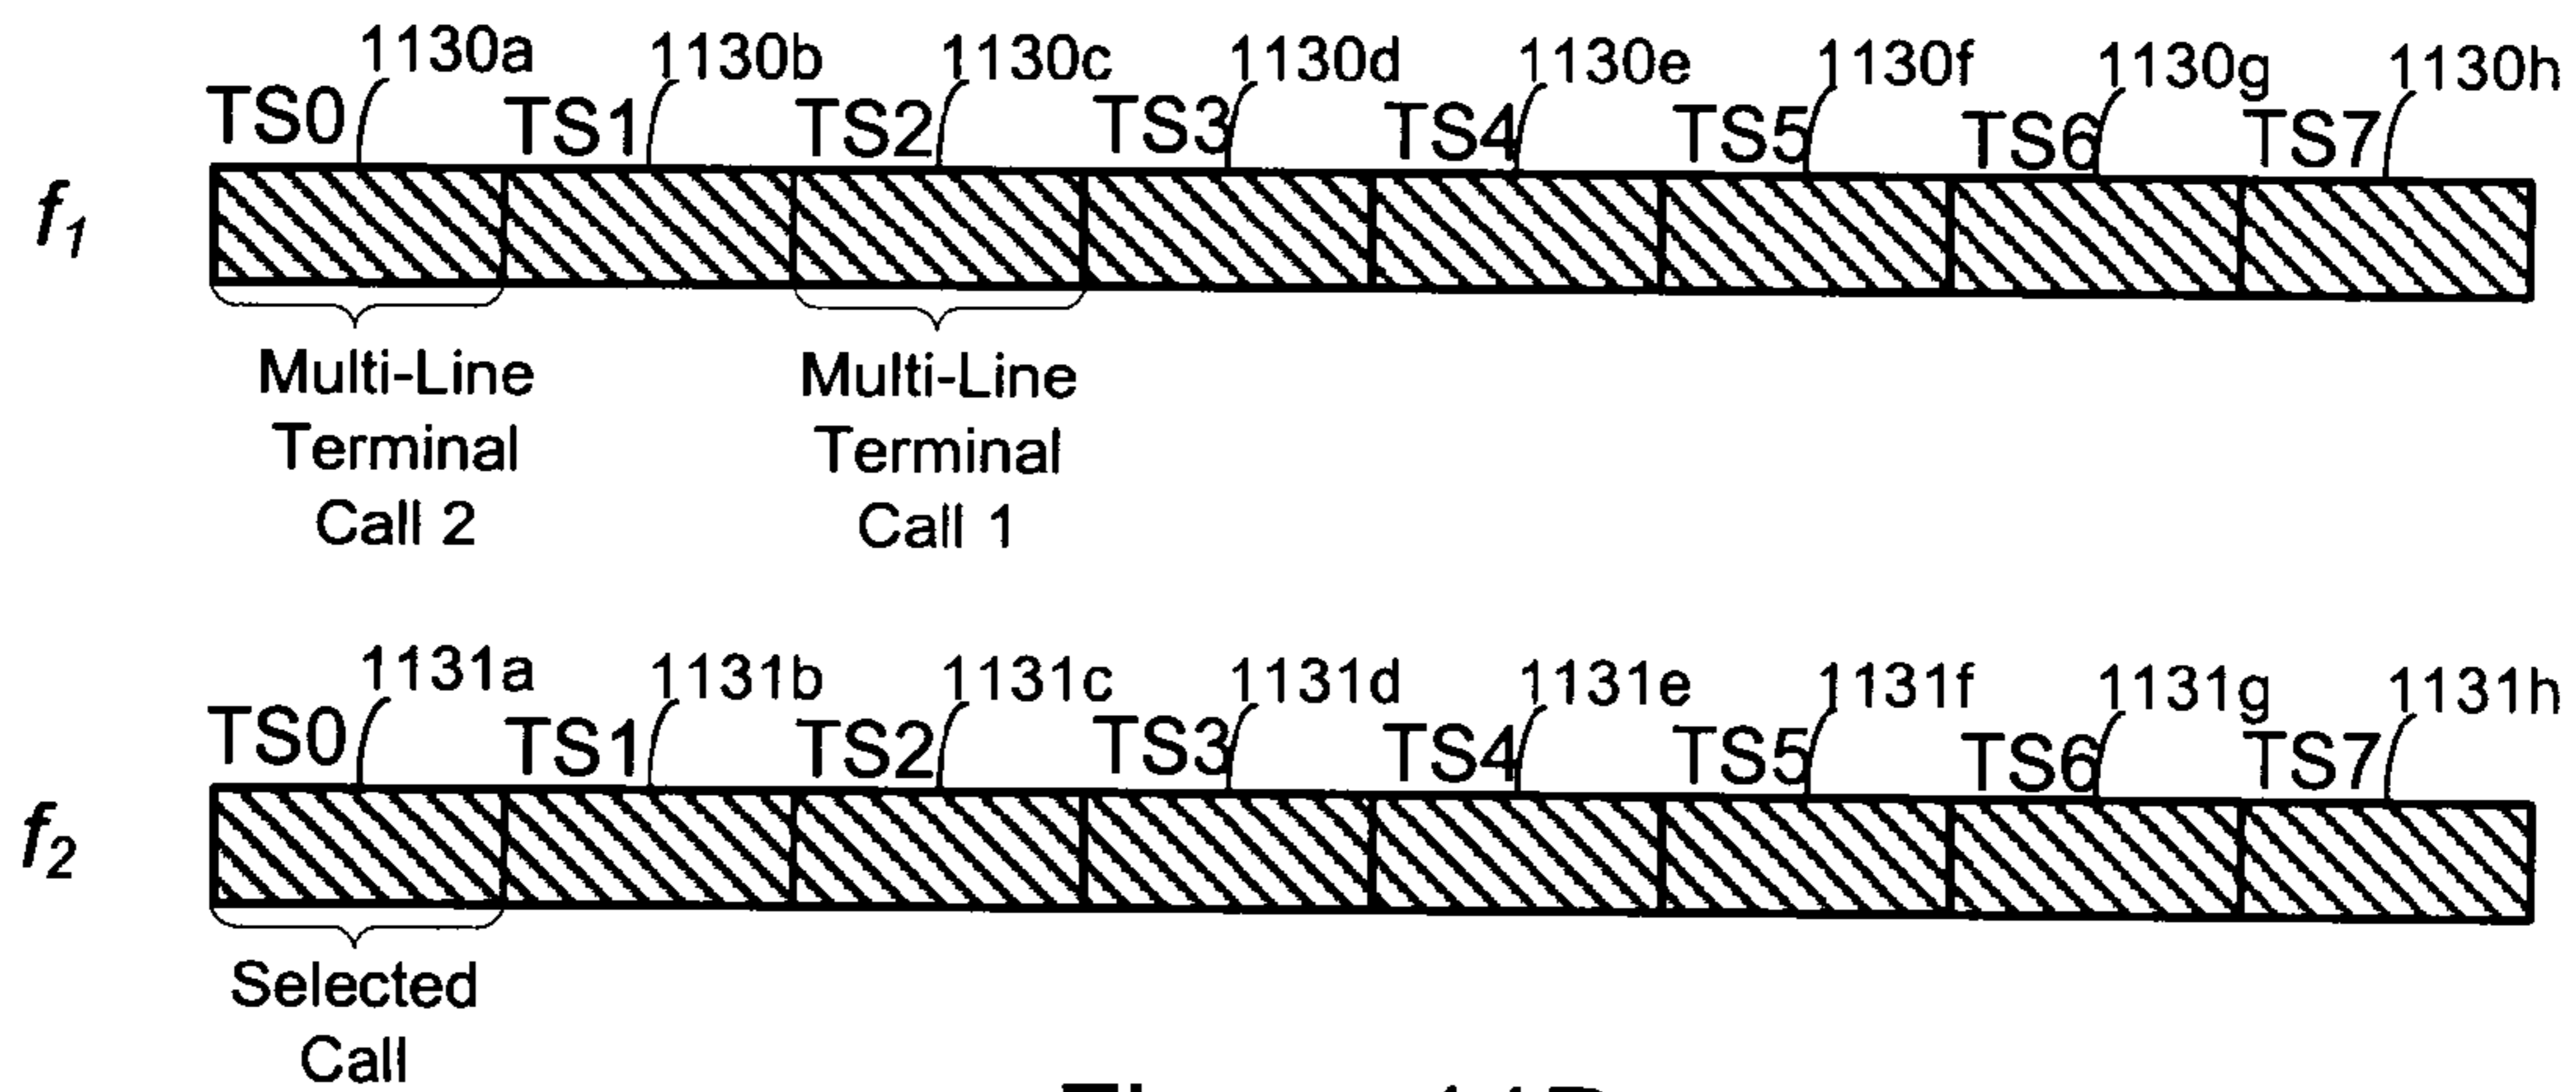 1130a 1130b 1130c 1130d 1130e 1130f 1130g 1130h
TS0 TS1 TS2 TS3 TS4 TS5 TS6 TS7
f1
Multi-Line Multi-Line
Terminal Terminal
Call 2 Call 1
1131a 1131b 1131c 1131d 1131e 1131f 1131g 1131h
TS0 TS1 TS2 TS3 TS4 TS5 TS6 TS7
f2
Selected
Call